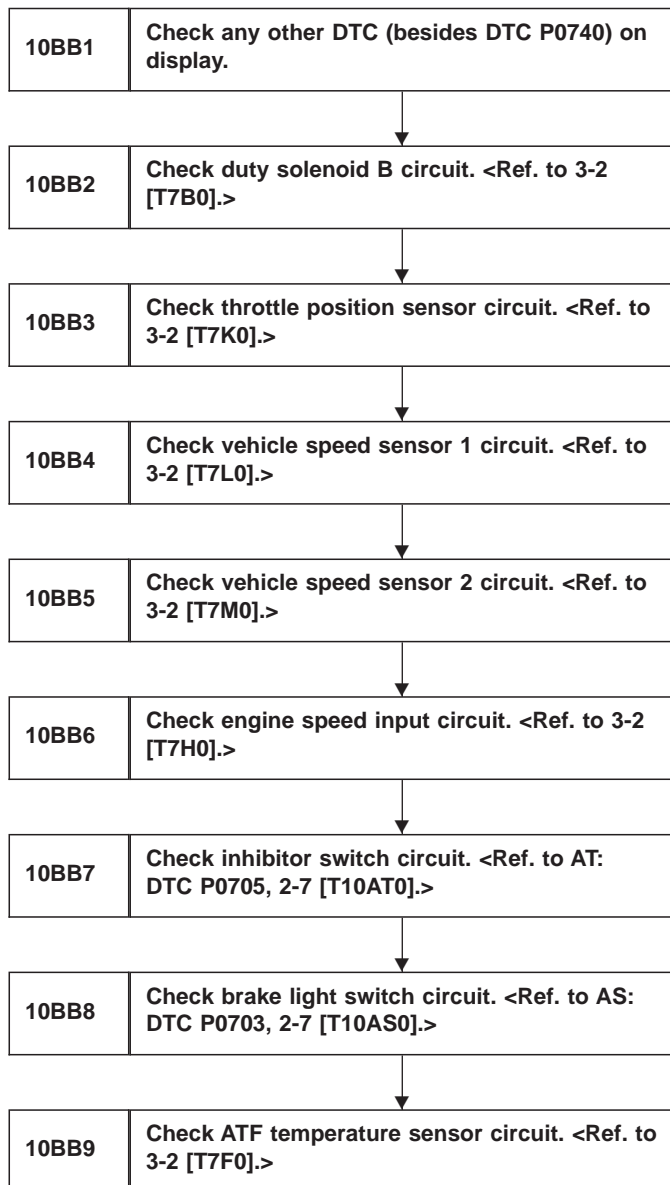 10BB1
Check any other DTC (besides DTC P0740) on
display.
10BB2
Check duty solenoid B circuit. <Ref. to 3-2
[T7B0].>
10BB3
Check throttle position sensor circuit. <Ref. to
3-2 [T7K0].>
10BB4
Check vehicle speed sensor 1 circuit. <Ref. to
3-2 [T7L0].>
10BB5
Check vehicle speed sensor 2 circuit. <Ref. to
3-2 [T7M0].>
10BB6
Check engine speed input circuit. <Ref. to 3-2
[T7H0].>
10BB7
Check inhibitor switch circuit. <Ref. to AT:
DTC P0705, 2-7 [T10AT0].>
10BB8
Check brake light switch circuit. <Ref. to AS:
DTC P0703, 2-7 [T10AS0].>
10BB9
Check ATF temperature sensor circuit. <Ref. to
3-2 [T7F0].>